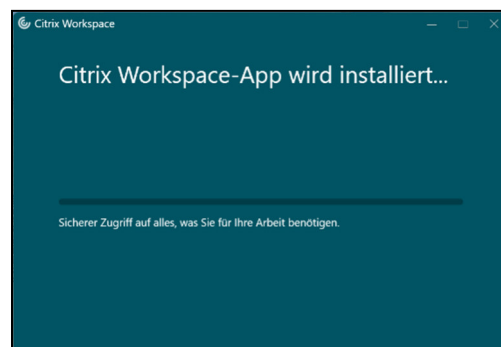 Citrix Workspace
Citrix Workspace-App wird installiert...
Sicherer Zugriff auf alles, was Sie für Ihre Arbeit benötigen.